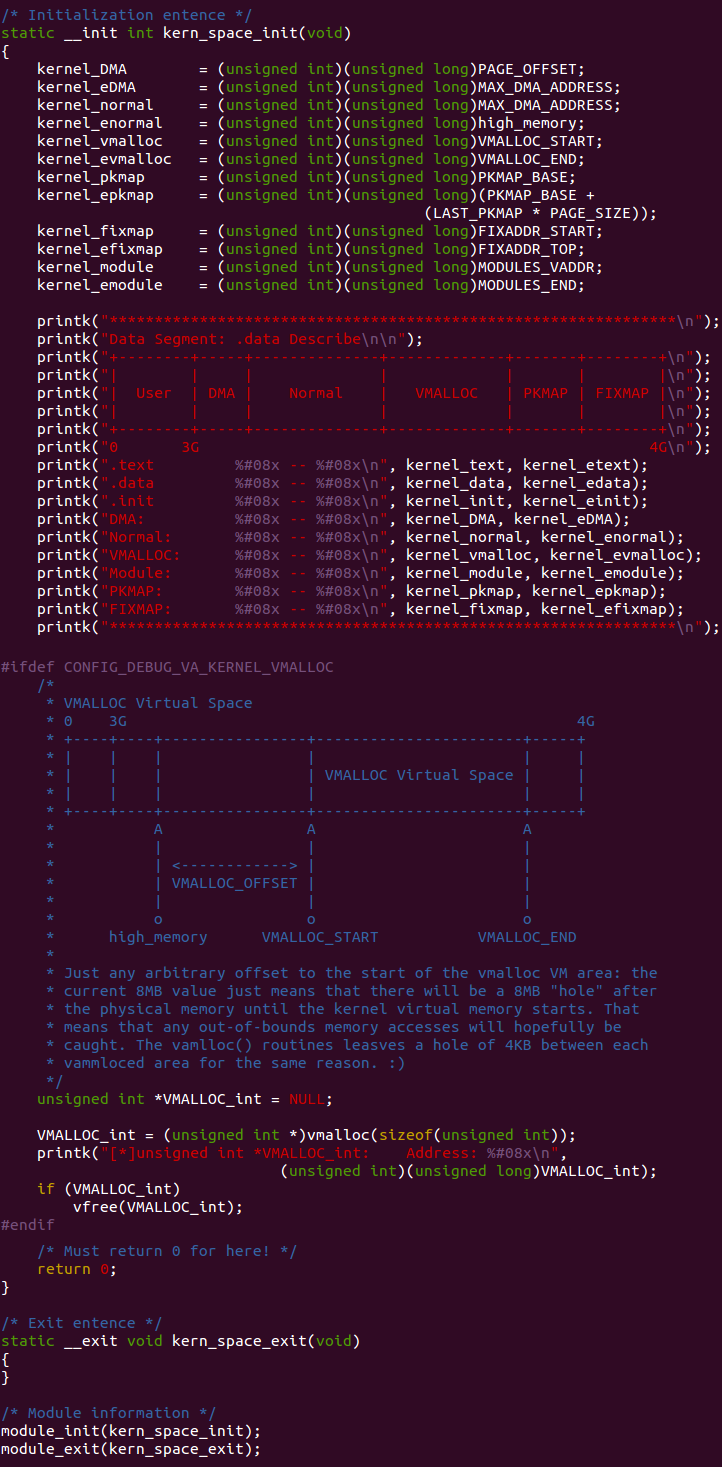 /* Initialization entence */
static __init int kern_space_init(void)
{
    kernel_DMA        = (unsigned int)(unsigned long)PAGE_OFFSET;
    kernel_eDMA       = (unsigned int)(unsigned long)MAX_DMA_ADDRESS;
    kernel_normal     = (unsigned int)(unsigned long)MAX_DMA_ADDRESS;
    kernel_enormal    = (unsigned int)(unsigned long)high_memory;
    kernel_vmalloc    = (unsigned int)(unsigned long)VMALLOC_START;
    kernel_evmalloc   = (unsigned int)(unsigned long)VMALLOC_END;
    kernel_pkmap      = (unsigned int)(unsigned long)PKMAP_BASE;
    kernel_epkmap     = (unsigned int)(unsigned long)(PKMAP_BASE +
                                               (LAST_PKMAP * PAGE_SIZE));
    kernel_fixmap     = (unsigned int)(unsigned long)FIXADDR_START;
    kernel_efixmap    = (unsigned int)(unsigned long)FIXADDR_TOP;
    kernel_module     = (unsigned int)(unsigned long)MODULES_VADDR;
    kernel_emodule    = (unsigned int)(unsigned long)MODULES_END;

    printk("***************************************************************\n");
    printk("Data Segment: .data Describe\n\n");
    printk("+--------+-----+--------------+-------------+-------+--------+\n");
    printk("|        |     |              |             |       |        |\n");
    printk("|  User  | DMA |    Normal    |   VMALLOC   | PKMAP | FIXMAP |\n");
    printk("|        |     |              |             |       |        |\n");
    printk("+--------+-----+--------------+-------------+-------+--------+\n");
    printk("0       3G                                                  4G\n");
    printk(".text         %#08x -- %#08x\n", kernel_text, kernel_etext);
    printk(".data         %#08x -- %#08x\n", kernel_data, kernel_edata);
    printk(".init         %#08x -- %#08x\n", kernel_init, kernel_einit);
    printk("DMA:          %#08x -- %#08x\n", kernel_DMA, kernel_eDMA);
    printk("Normal:       %#08x -- %#08x\n", kernel_normal, kernel_enormal);
    printk("VMALLOC:      %#08x -- %#08x\n", kernel_vmalloc, kernel_evmalloc);
    printk("Module:       %#08x -- %#08x\n", kernel_module, kernel_emodule);
    printk("PKMAP:        %#08x -- %#08x\n", kernel_pkmap, kernel_epkmap);
    printk("FIXMAP:       %#08x -- %#08x\n", kernel_fixmap, kernel_efixmap);
    printk("***************************************************************\n");

#ifdef CONFIG_DEBUG_VA_KERNEL_VMALLOC
    /*
     * VMALLOC Virtual Space
     * 0    3G                                                  4G
     * +----+----+----------------+-----------------------+-----+
     * |    |    |                |                       |     |
     * |    |    |                | VMALLOC Virtual Space |     |
     * |    |    |                |                       |     |
     * +----+----+----------------+-----------------------+-----+
     *           A                A                       A
     *           |                |                       |
     *           | <------------> |                       |
     *           | VMALLOC_OFFSET |                       |
     *           |                |                       |
     *           o                o                       o
     *      high_memory      VMALLOC_START           VMALLOC_END
     *
     * Just any arbitrary offset to the start of the vmalloc VM area: the
     * current 8MB value just means that there will be a 8MB "hole" after
     * the physical memory until the kernel virtual memory starts. That
     * means that any out-of-bounds memory accesses will hopefully be
     * caught. The vamlloc() routines leasves a hole of 4KB between each
     * vammloced area for the same reason. :)
     */
    unsigned int *VMALLOC_int = NULL;

    VMALLOC_int = (unsigned int *)vmalloc(sizeof(unsigned int));
    printk("[*]unsigned int *VMALLOC_int:    Address: %#08x\n",
                               (unsigned int)(unsigned long)VMALLOC_int);
    if (VMALLOC_int)
        vfree(VMALLOC_int);
#endif
    /* Must return 0 for here! */
    return 0;
}

/* Exit entence */
static __exit void kern_space_exit(void)
{
}

/* Module information */
module_init(kern_space_init);
module_exit(kern_space_exit);